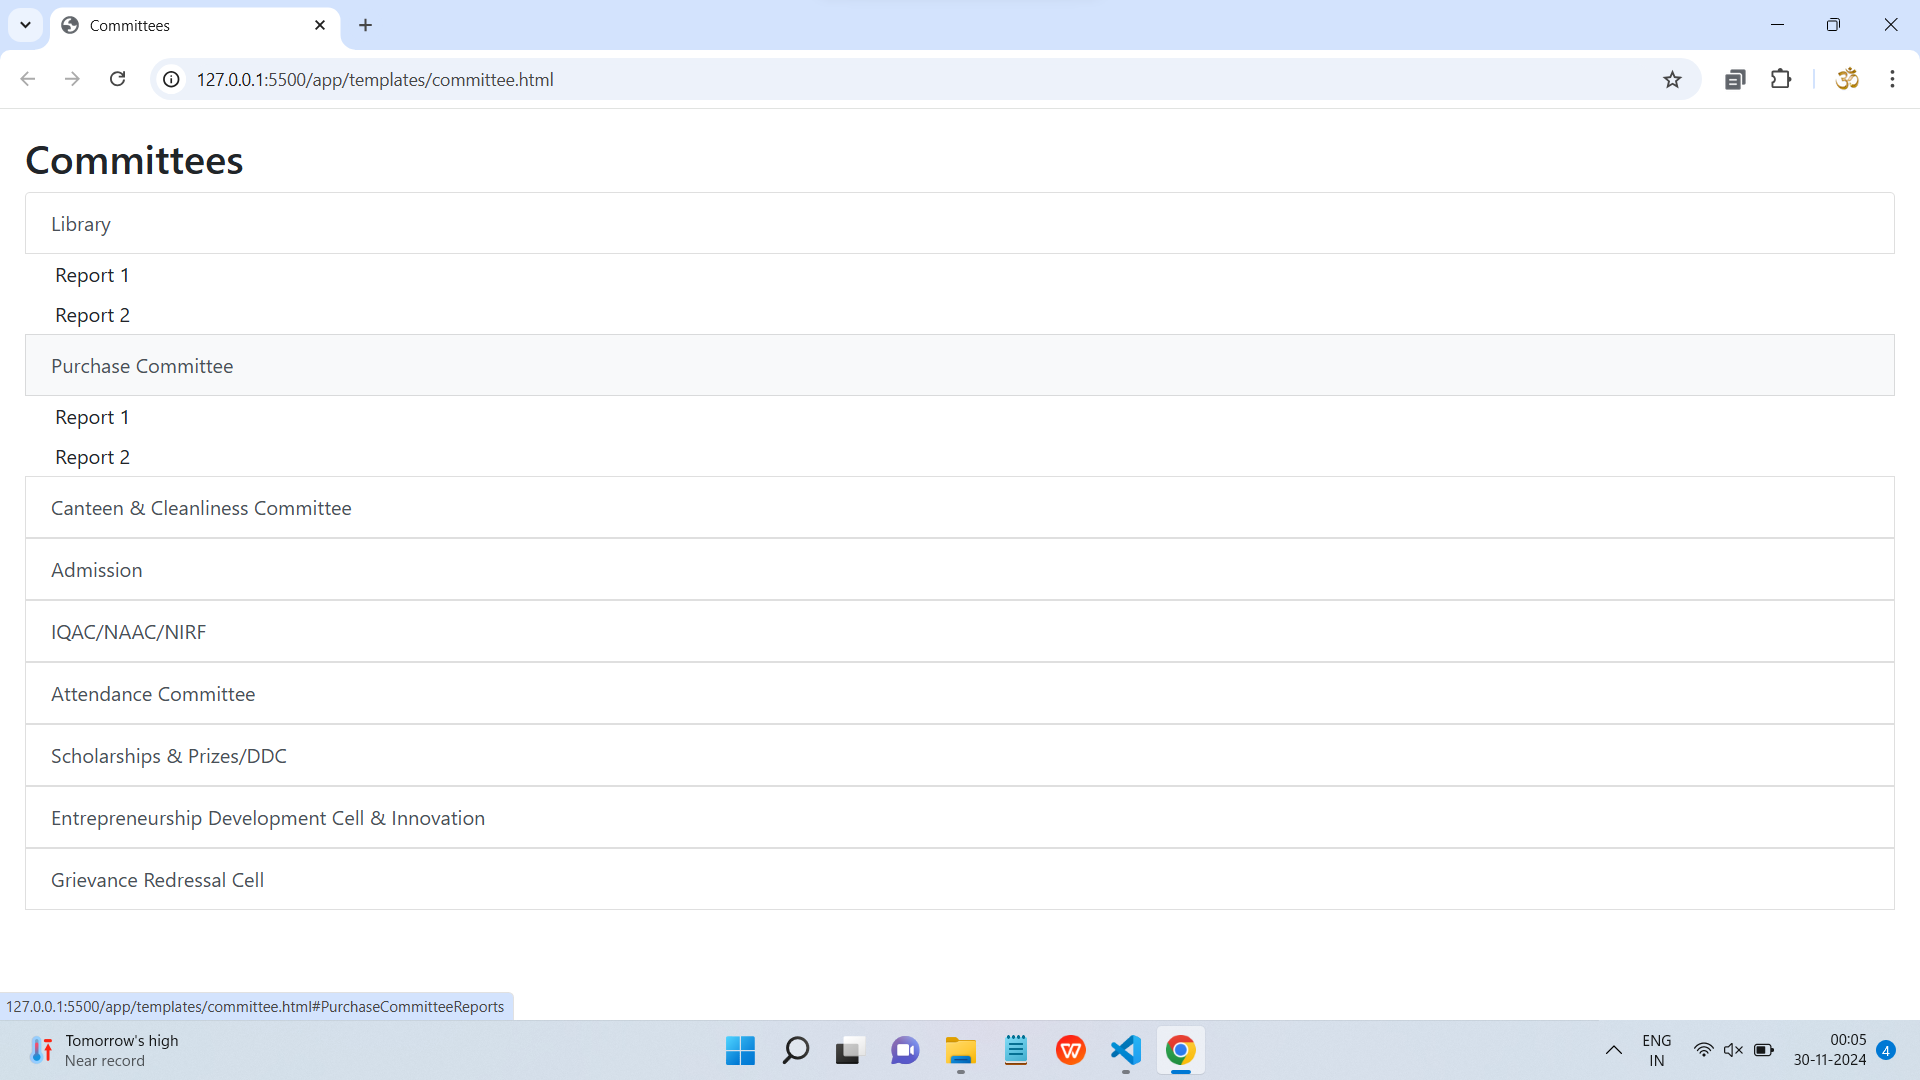 Committees
127.0.0.1:5500/app/templates/committee.html
Committees
Library
Report 1
Report 2
Purchase Committee
Report 1
Report 2
Canteen & Cleanliness Committee
Admission
IQAC/NAAC/NIRF
Attendance Committee
Scholarships & Prizes/DDC
Entrepreneurship Development Cell & Innovation
Grievance Redressal Cell
127.0.0.1:5500/app/templates/committee.html#PurchaseCommitteeReports
Tomorrow's high
Near record
ENG
IN
00:05
30-11-2024
4